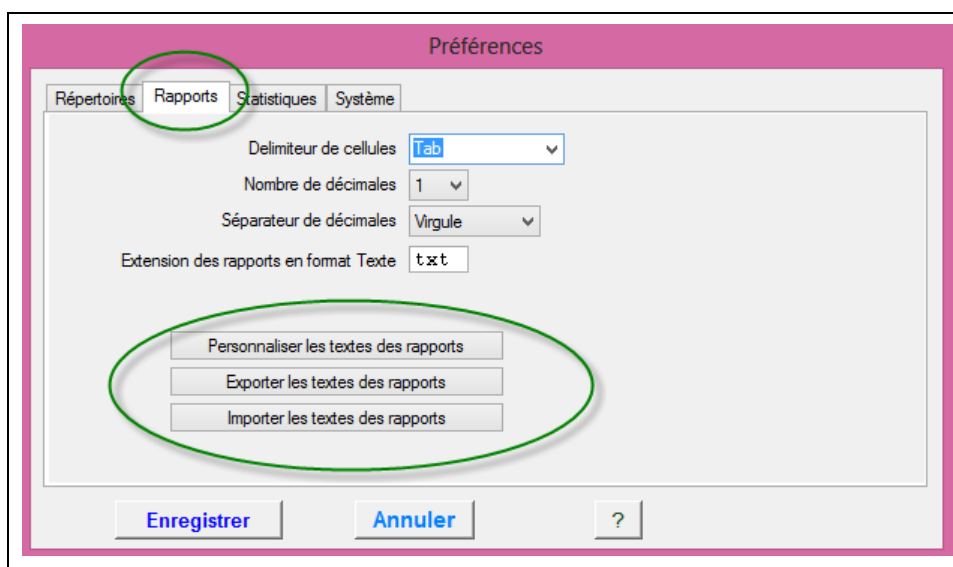 Préférences
Répertoires Rapports Statistiques Système
Delimiteur de cellules Tab
Nombre de décimales 1
Séparateur de décimales Virgule
Extension des rapports en format Texte txt
Personnaliser les textes des rapports
Exporter les textes des rapports
Importer les textes des rapports
Enregistrer Annuler ?